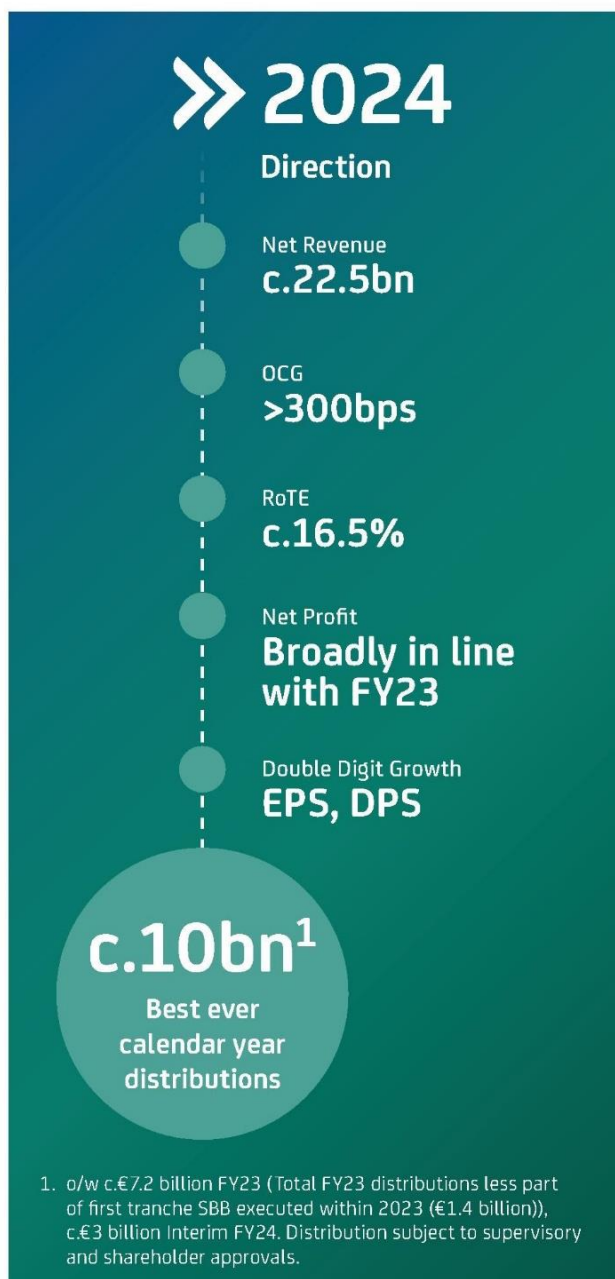 2024
Direction
Net Revenue
c.22.5bn
OCG
>300bps
RoTE
c.16.5%
Net Profit
Broadly in line
with FY23
Double Digit Growth
EPS, DPS
c.10bn¹
Best ever
calendar year
distributions
1. o/w c.€7.2 billion FY23 (Total FY23 distributions less part
of first tranche SBB executed within 2023 (€1.4 billion)),
c.€3 billion Interim FY24. Distribution subject to supervisory
and shareholder approvals.